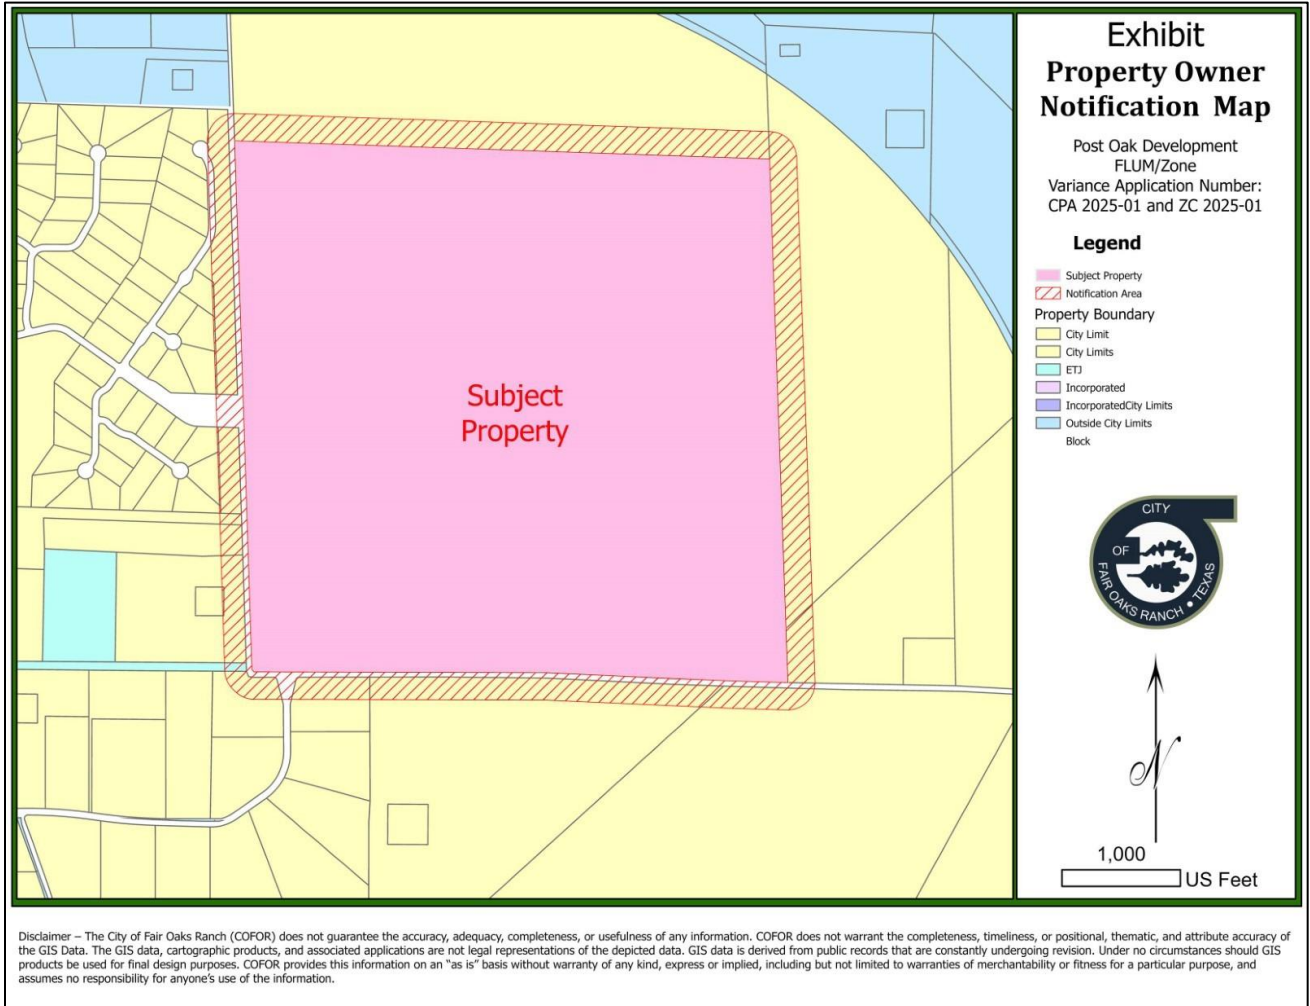 Exhibit
Property Owner
Notification Map
Post Oak Development
FLUM/Zone
Variance Application Number:
CPA 2025-01 and ZC 2025-01
Legend
Subject Property
Notification Area
Property Boundary
City Limit
City Limits
ETJ
Incorporated
IncorporatedCity Limits
Outside City Limits
Block
Subject
Property
CITY
OF
FAIR OAKS RANCH • TEXAS
N
1,000
US Feet
Disclaimer – The City of Fair Oaks Ranch (COFOR) does not guarantee the accuracy, adequacy, completeness, or usefulness of any information. COFOR does not warrant the completeness, timeliness, or positional, thematic, and attribute accuracy of
the GIS Data. The GIS data, cartographic products, and associated applications are not legal representations of the depicted data. GIS data is derived from public records that are constantly undergoing revision. Under no circumstances should GIS
products be used for final design purposes. COFOR provides this information on an "as is" basis without warranty of any kind, express or implied, including but not limited to warranties of merchantability or fitness for a particular purpose, and
assumes no responsibility for anyone's use of the information.